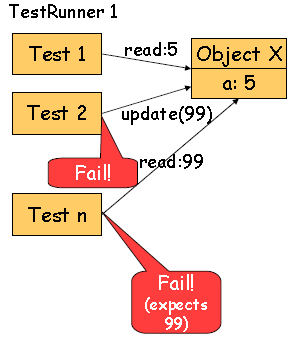 TestRunner 1
Test 1
read:5
Object X
a: 5
Test 2
update(99)
Fail!
read:99
Test n
Fail!
(expects
99)